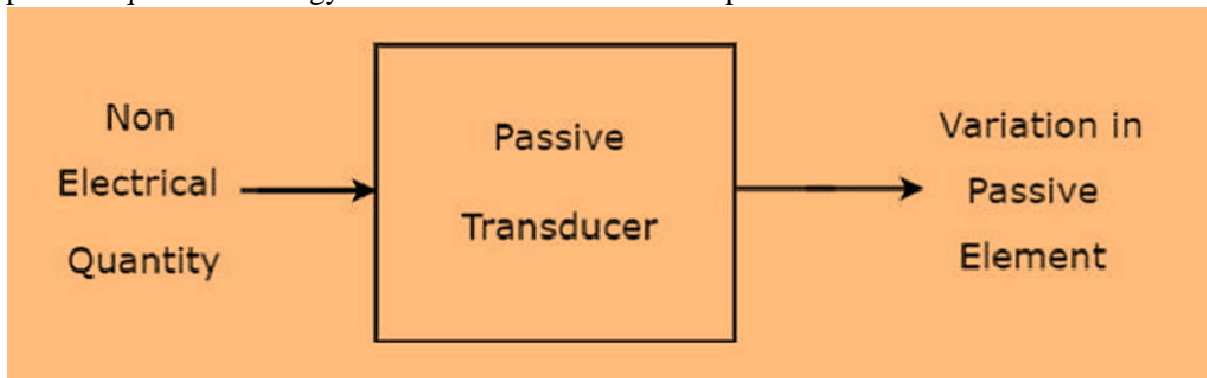 Non
Electrical
Quantity
Passive
Transducer
Variation in
Passive
Element